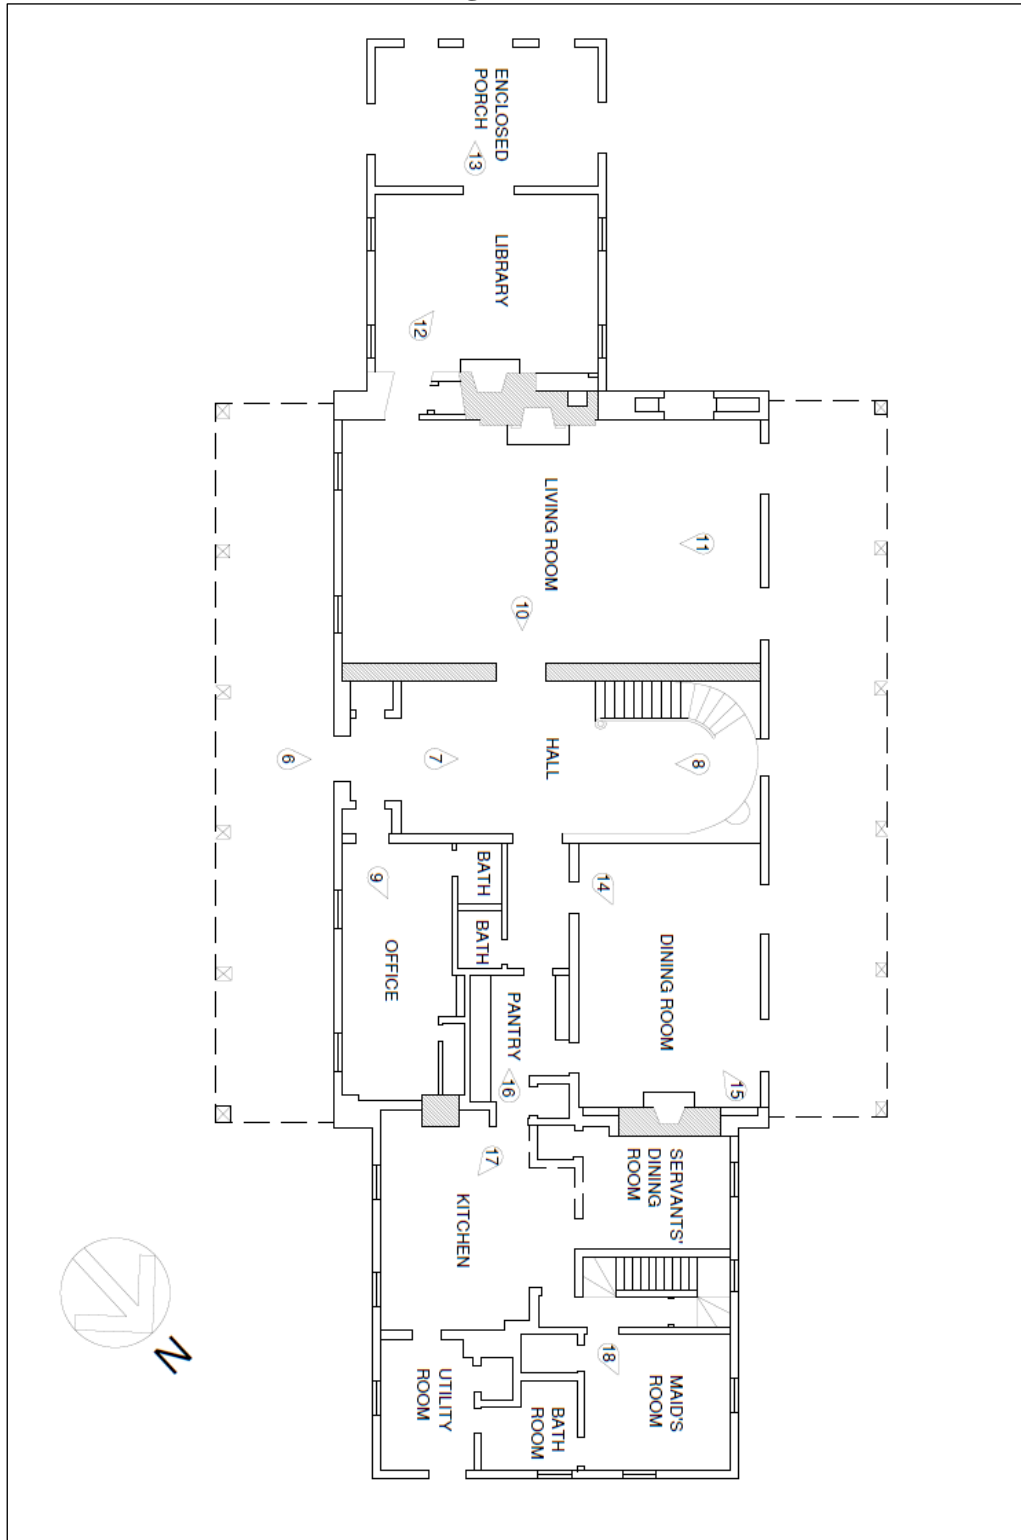 ENCLOSED
PORCH
13
LIBRARY
12
LIVING ROOM
11
10
HALL
8
7
6
BATH
BATH
9
OFFICE
14
DINING ROOM
15
PANTRY
16
17
KITCHEN
SERVANTS'
DINING
ROOM
18
MAID'S
ROOM
UTILITY
ROOM
BATH
ROOM
N